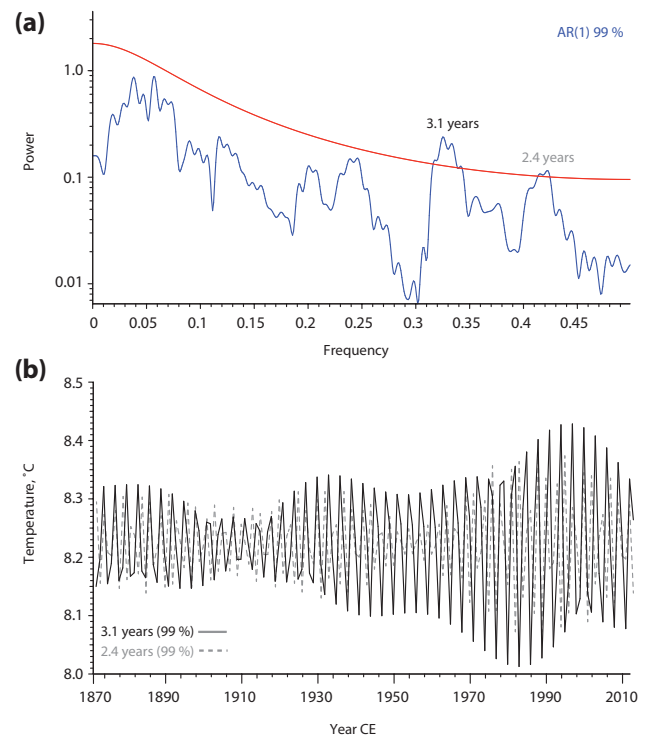 (a)
AR(1) 99 %
Power
1.0
0.1
0.01
3.1 years
2.4 years
0 0.05 0.1 0.15 0.2 0.25 0.3 0.35 0.4 0.45
Frequency
(b)
Temperature, °C
8.5
8.4
8.3
8.2
8.1
8.0
3.1 years (99 %)
2.4 years (99 %)
1870 1890 1910 1930 1950 1970 1990 2010
Year CE